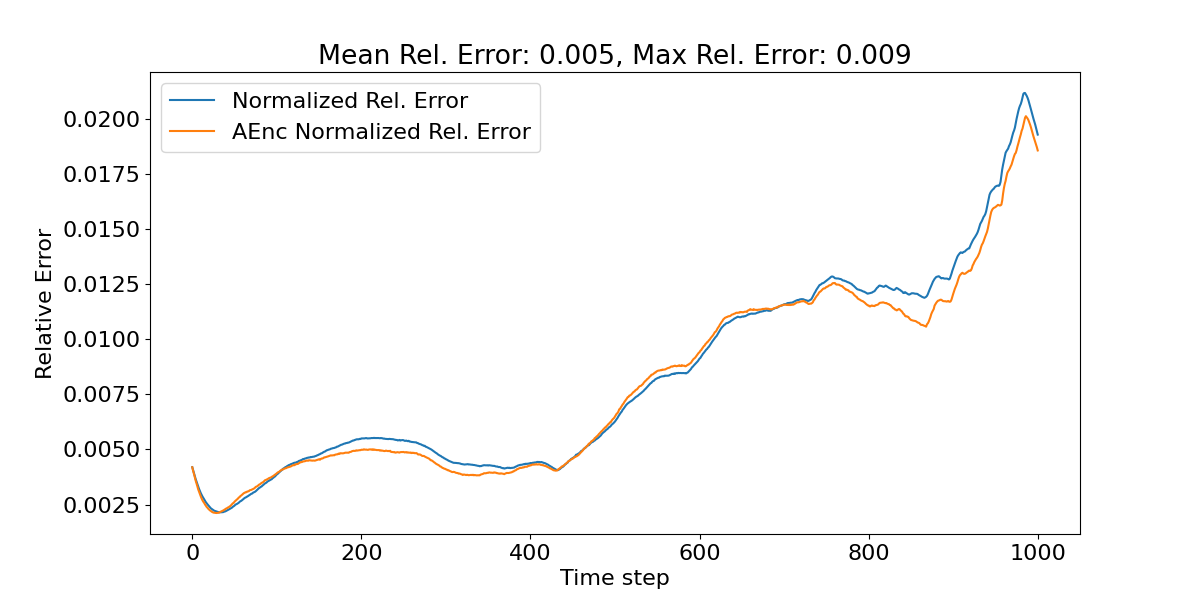 Mean Rel. Error: 0.005, Max Rel. Error: 0.009
Normalized Rel. Error
AEnc Normalized Rel. Error
0.0200
0.0175
0.0150
0.0125
0.0100
0.0075
0.0050
0.0025
Relative Error
0 200 400 600 800 1000
Time step